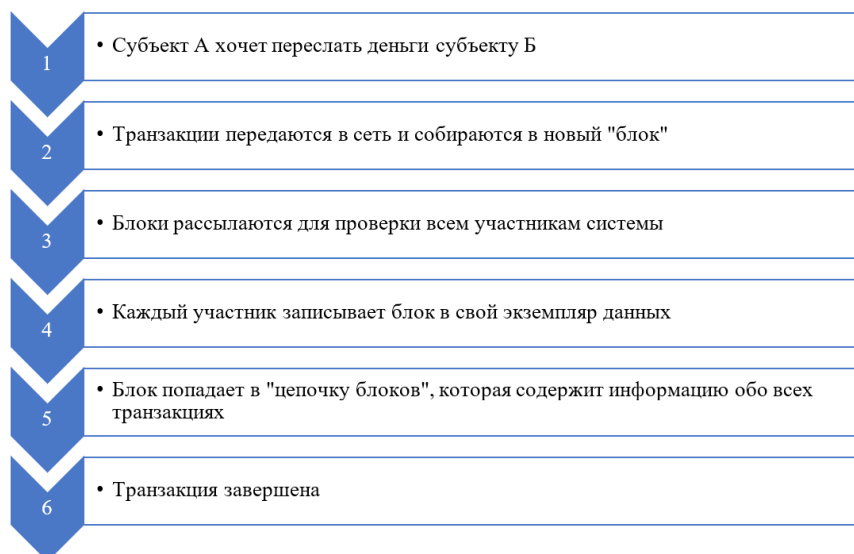 1
• Субъект А хочет переслать деньги субъекту Б
2
• Транзакции передаются в сеть и собираются в новый "блок"
3
• Блоки рассылаются для проверки всем участникам системы
4
• Каждый участник записывает блок в свой экземпляр данных
5
• Блок попадает в "цепочку блоков", которая содержит информацию обо всех
транзакциях
6
• Транзакция завершена